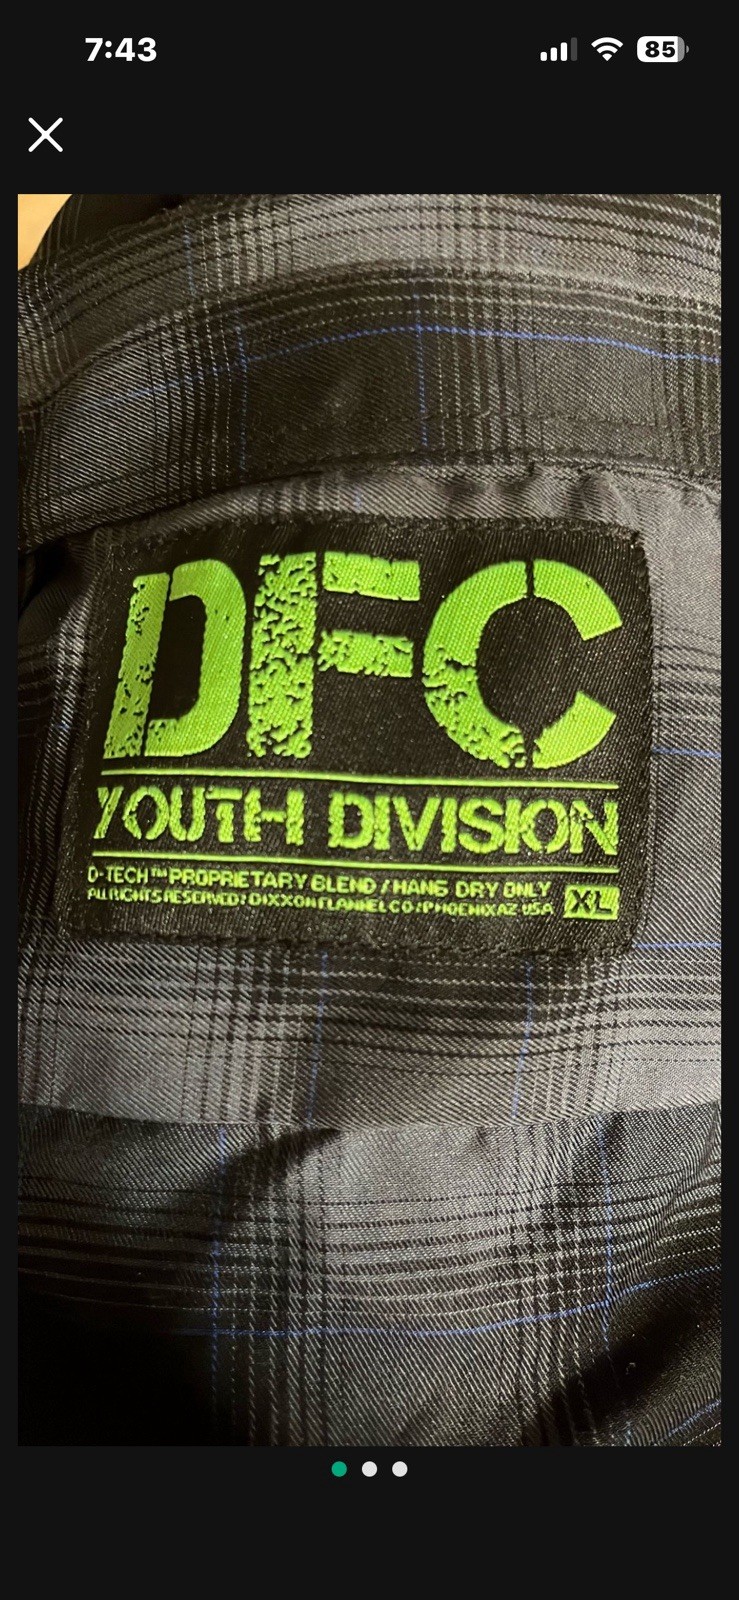 7:43
85
DFC
YOUTH DIVISION
D-TECH™ PROPRIETARY BLEND / HANG DRY ONLY
ALL RIGHTS RESERVED / DIXXON FLANNEL CO / PHOENIX AZ USA
XL